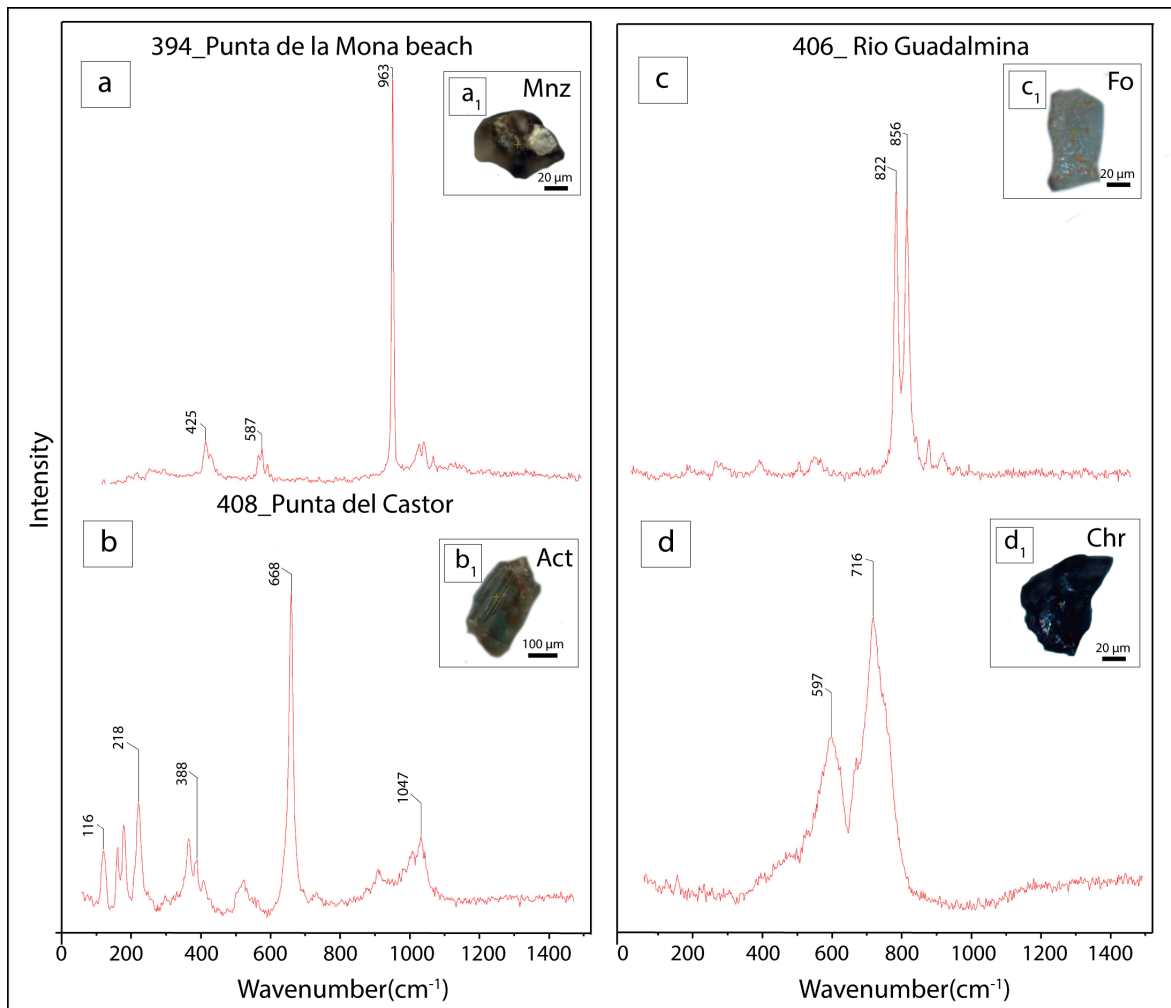 394_Punta de la Mona beach
a
963
a1
Mnz
20 μm
425
587
408_Punta del Castor
b
668
b1
Act
100 μm
116
218
388
1047
0 200 400 600 800 1000 1200 1400
Wavenumber(cm-1)
Intensity
406_ Rio Guadalmina
c
822
856
c1
Fo
20 μm
d
597
716
d1
Chr
20 μm
0 200 400 600 800 1000 1200 1400
Wavenumber(cm-1)